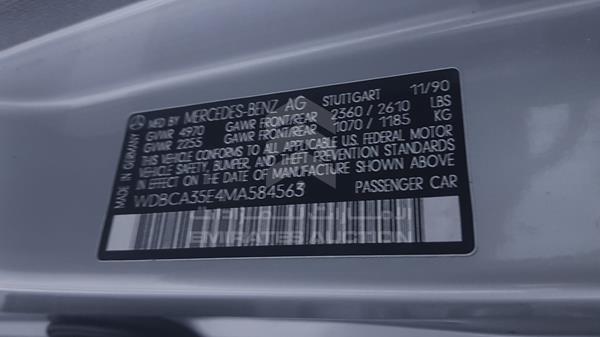 MFD BY MERCEDES-BENZ AG STUTTGART 11/90
GVWR 4970 GAWR FRONT/REAR 2360 / 2610 LBS
GVWR 2255 GAWR FRONT/REAR 1070 / 1185 KG
THIS VEHICLE CONFORMS TO ALL APPLICABLE U.S. FEDERAL MOTOR
VEHICLE SAFETY, BUMPER, AND THEFT PREVENTION STANDARDS
IN EFFECT ON THE DATE OF MANUFACTURE SHOWN ABOVE
WDBCA35E4MA584563 PASSENGER CAR
MADE IN GERMANY
الإمارات للمزادات
EMIRATES AUCTION